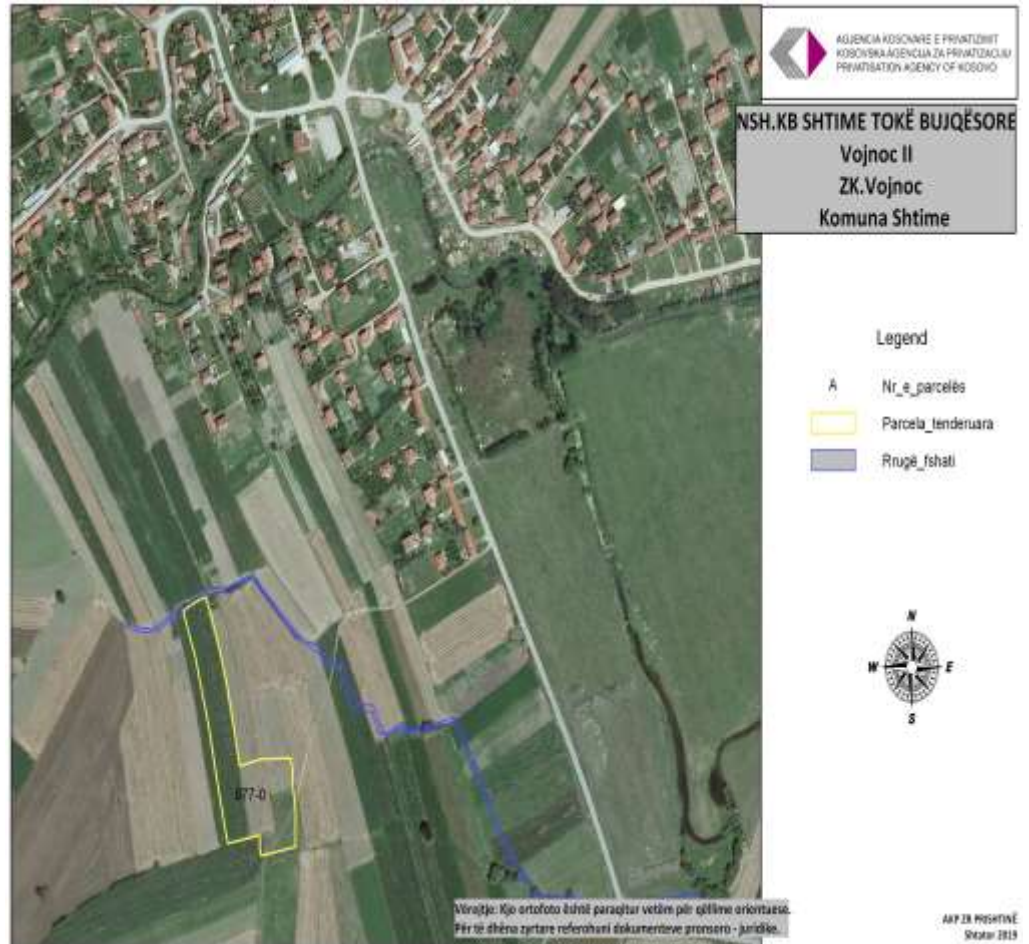 AGJENCIA KOSOVARE E PRIVATIZIMIT
KOSOVSKA AGENCIJA ZA PRIVATIZACIJU
PRIVATISATION AGENCY OF KOSOVO
NSH.KB SHTIME TOKË BUJQËSORE
Vojnoc II
ZK.Vojnoc
Komuna Shtime
Legend
A Nr_e_parcelës
Parcela_tenderuara
Rrugë_fshati
N
W E
S
677-0
Vërejtje: Kjo ortofoto është paraqitur vetëm për qëllime orientuese.
Për të dhëna zyrtare referohuni dokumenteve pronsoro - juridike.
AKP ZR PRISHTINË
Shtator 2019